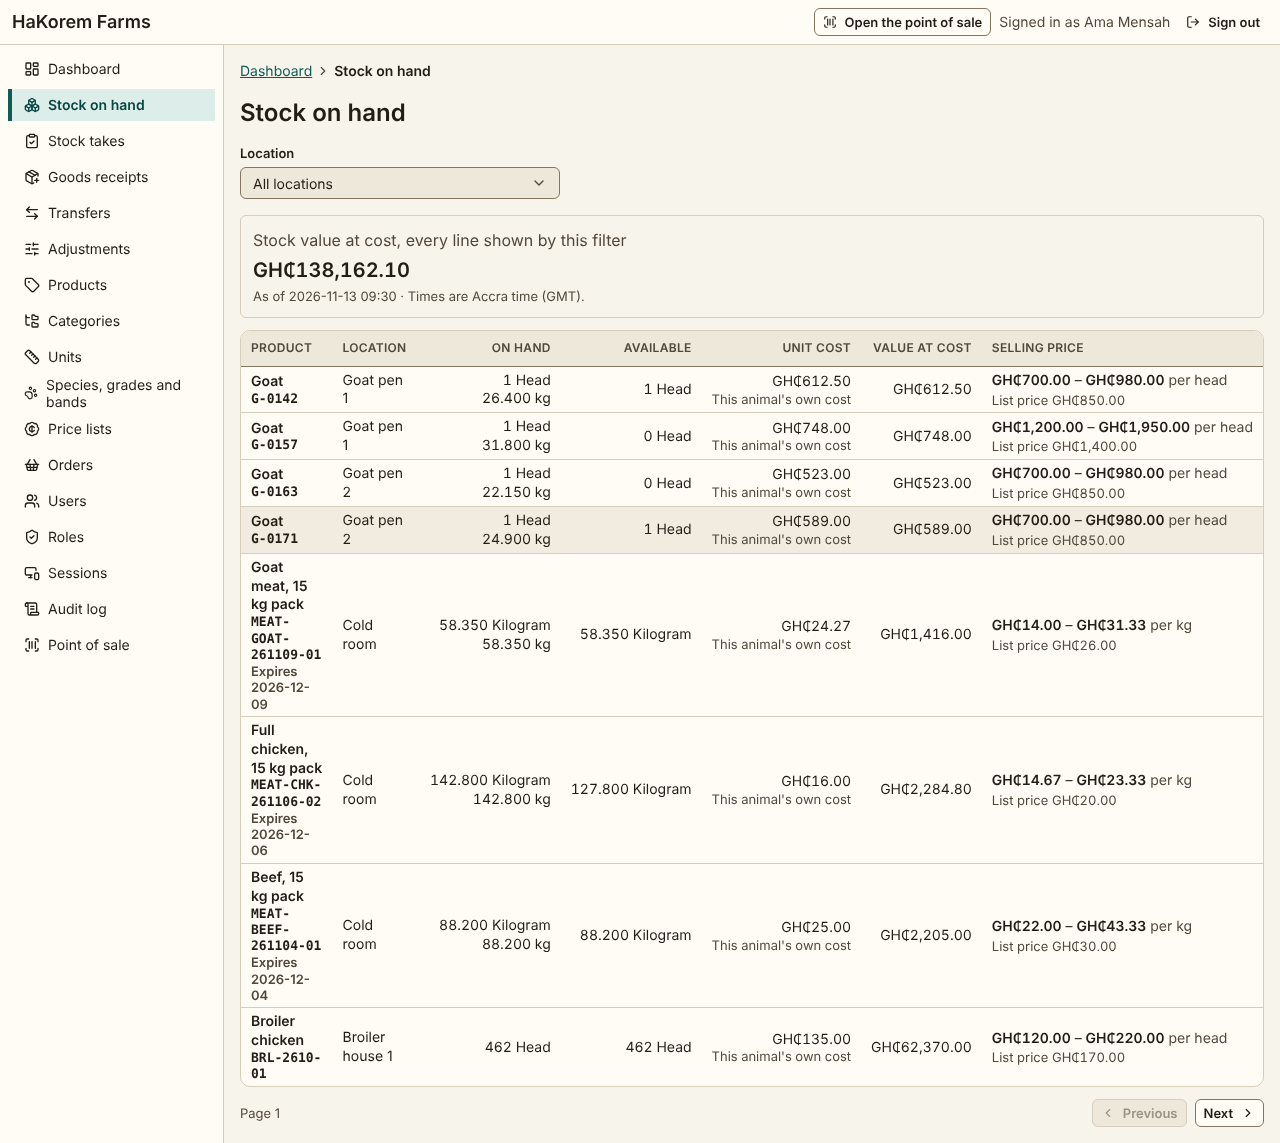 HaKorem Farms
Open the point of sale
Signed in as Ama Mensah
Sign out
Dashboard
Stock on hand
Stock takes
Goods receipts
Transfers
Adjustments
Products
Categories
Units
Species, grades and
bands
Price lists
Orders
Users
Roles
Sessions
Audit log
Point of sale
Dashboard > Stock on hand
Stock on hand
Location
All locations
Stock value at cost, every line shown by this filter
GH₵138,162.10
As of 2026-11-13 09:30 · Times are Accra time (GMT).
PRODUCT LOCATION ON HAND AVAILABLE UNIT COST VALUE AT COST SELLING PRICE
Goat
G-0142
Goat pen
1
1 Head
26.400 kg
1 Head
GH₵612.50
This animal's own cost
GH₵612.50
GH₵700.00 – GH₵980.00 per head
List price GH₵850.00
Goat
G-0157
Goat pen
1
1 Head
31.800 kg
0 Head
GH₵748.00
This animal's own cost
GH₵748.00
GH₵1,200.00 – GH₵1,950.00 per head
List price GH₵1,400.00
Goat
G-0163
Goat pen
2
1 Head
22.150 kg
0 Head
GH₵523.00
This animal's own cost
GH₵523.00
GH₵700.00 – GH₵980.00 per head
List price GH₵850.00
Goat
G-0171
Goat pen
2
1 Head
24.900 kg
1 Head
GH₵589.00
This animal's own cost
GH₵589.00
GH₵700.00 – GH₵980.00 per head
List price GH₵850.00
Goat
meat, 15
kg pack
MEAT-
GOAT-
261109-01
Expires
2026-12-
09
Cold
room
58.350 Kilogram
58.350 kg
58.350 Kilogram
GH₵24.27
This animal's own cost
GH₵1,416.00
GH₵14.00 – GH₵31.33 per kg
List price GH₵26.00
Full
chicken,
15 kg pack
MEAT-CHK-
261106-02
Expires
2026-12-
06
Cold
room
142.800 Kilogram
142.800 kg
127.800 Kilogram
GH₵16.00
This animal's own cost
GH₵2,284.80
GH₵14.67 – GH₵23.33 per kg
List price GH₵20.00
Beef, 15
kg pack
MEAT-
BEEF-
261104-01
Expires
2026-12-
04
Cold
room
88.200 Kilogram
88.200 kg
88.200 Kilogram
GH₵25.00
This animal's own cost
GH₵2,205.00
GH₵22.00 – GH₵43.33 per kg
List price GH₵30.00
Broiler
chicken
BRL-2610-
01
Broiler
house 1
462 Head
462 Head
GH₵135.00
This animal's own cost
GH₵62,370.00
GH₵120.00 – GH₵220.00 per head
List price GH₵170.00
Page 1
Previous
Next